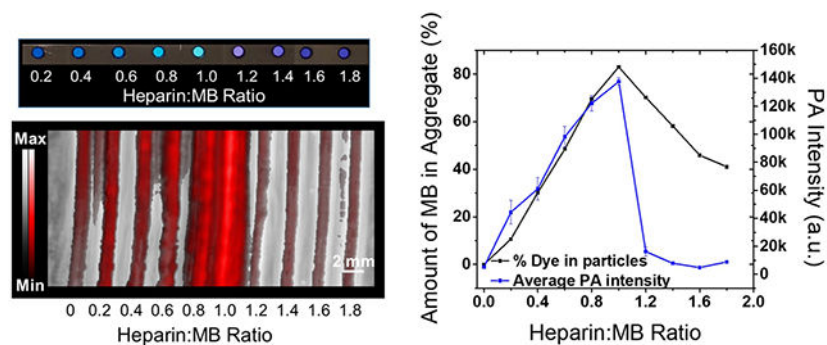 0.2 0.4 0.6 0.8 1.0 1.2 1.4 1.6 1.8
Heparin:MB Ratio
Max
Min
2 mm
0 0.2 0.4 0.6 0.8 1.0 1.2 1.4 1.6 1.8
Heparin:MB Ratio
Amount of MB in Aggregate (%)
80
60
40
20
0
% Dye in particles
Average PA intensity
0.0 0.4 0.8 1.2 1.6 2.0
Heparin:MB Ratio
160k
140k
120k
100k
80k
60k
40k
16k
20k
0
PA Intensity (a.u.)